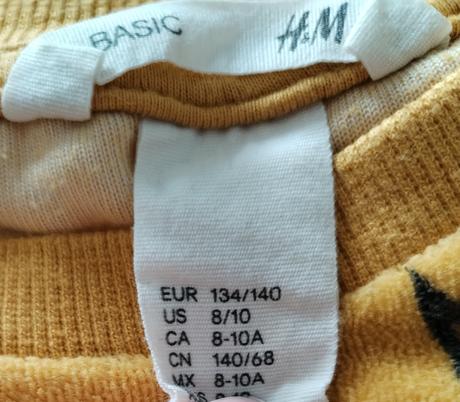 BASIC H&M
EUR 134/140
US 8/10
CA 8-10A
CN 140/68
MX 8-10A